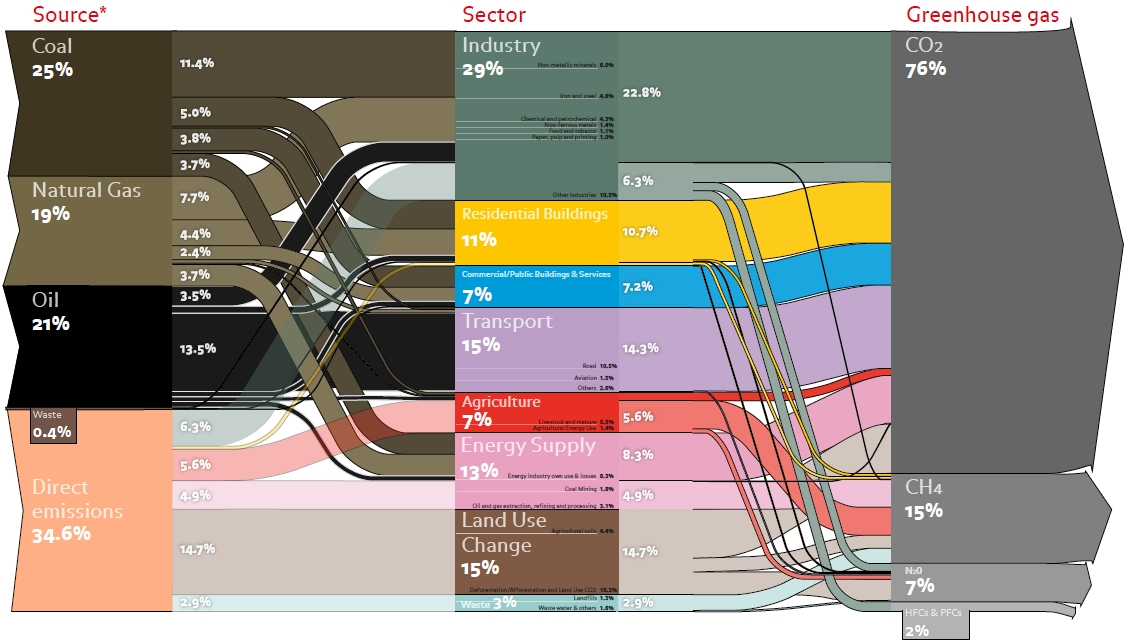 Source*
Sector
Greenhouse gas
Coal
25%
Natural Gas
19%
Oil
21%
Waste
0.4%
Direct
emissions
34.6%
11.4%
5.0%
3.8%
3.7%
7.7%
4.4%
2.4%
3.7%
3.5%
13.5%
6.3%
5.6%
4.9%
14.7%
2.9%
Industry
29%
Non-metallic minerals 6.0%
Iron and steel 4.8%
Chemical and petrochemical 4.3%
Non-ferrous metals 1.4%
Food and tobacco 1.1%
Paper, pulp and printing 1.0%
Other industries 10.5%
Residential Buildings
11%
Commercial/Public Buildings & Services
7%
Transport
15%
Road 10.5%
Aviation 1.5%
Others 2.6%
Agriculture
7%
Livestock and manure 5.5%
Agricultural Energy Use 1.4%
Energy Supply
13%
Energy industry own use & losses 8.3%
Coal Mining 1.8%
Oil and gas extraction, refining and processing 3.1%
Land Use
Change
15%
Agricultural soils 4.4%
Deforestation/Afforestation and Land Use CO2 10.3%
Waste 3%
Landfills 1.3%
Waste water & others 1.6%
22.8%
6.3%
10.7%
7.2%
14.3%
5.6%
8.3%
4.9%
14.7%
2.9%
CO2
76%
CH4
15%
N20
7%
HFCs & PFCs
2%